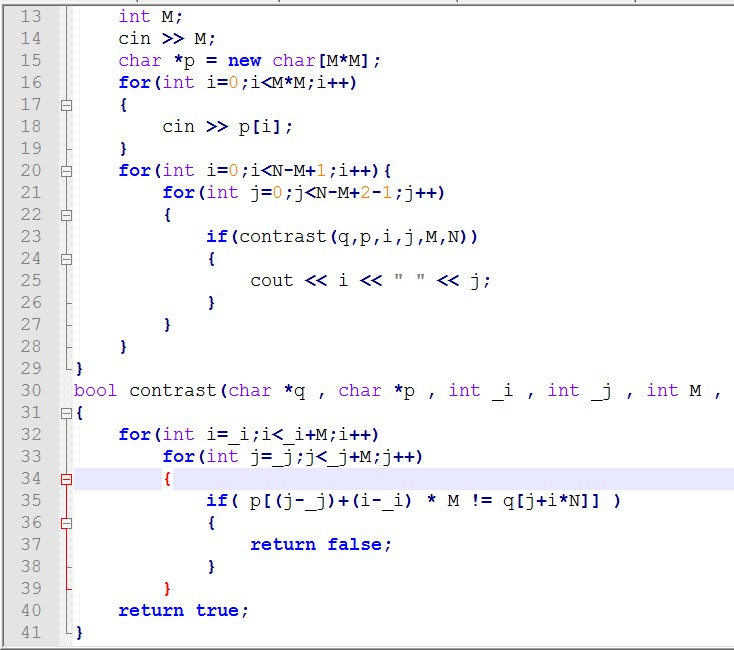 13 int M;
14 cin >> M;
15 char *p = new char[M*M];
16 for(int i=0;i<M*M;i++)
17 {
18 cin >> p[i];
19 }
20 for(int i=0;i<N-M+1;i++){
21 for(int j=0;j<N-M+2-1;j++)
22 {
23 if(contrast(q,p,i,j,M,N))
24 {
25 cout << i << " " << j;
26 }
27 }
28 }
29 }
30 bool contrast(char *q , char *p , int _i , int _j , int M ,
31 {
32 for(int i=_i;i<_i+M;i++)
33 for(int j=_j;j<_j+M;j++)
34 {
35 if( p[(j-_j)+(i-_i) * M != q[j+i*N]] )
36 {
37 return false;
38 }
39 }
40 return true;
41 }